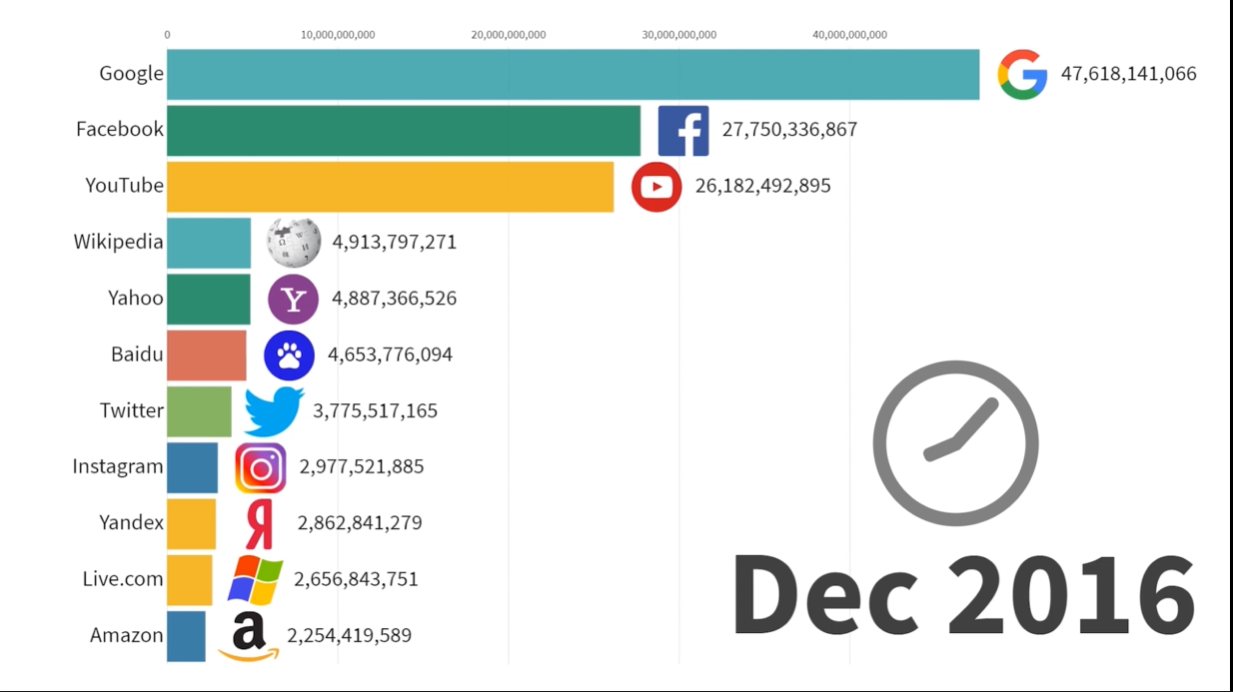 0 10,000,000,000 20,000,000,000 30,000,000,000 40,000,000,000
Google 47,618,141,066
Facebook 27,750,336,867
YouTube 26,182,492,895
Wikipedia 4,913,797,271
Yahoo Y 4,887,366,526
Baidu 4,653,776,094
Twitter 3,775,517,165
Instagram 2,977,521,885
Yandex Я 2,862,841,279
Live.com 2,656,843,751
Amazon a 2,254,419,589
Dec 2016